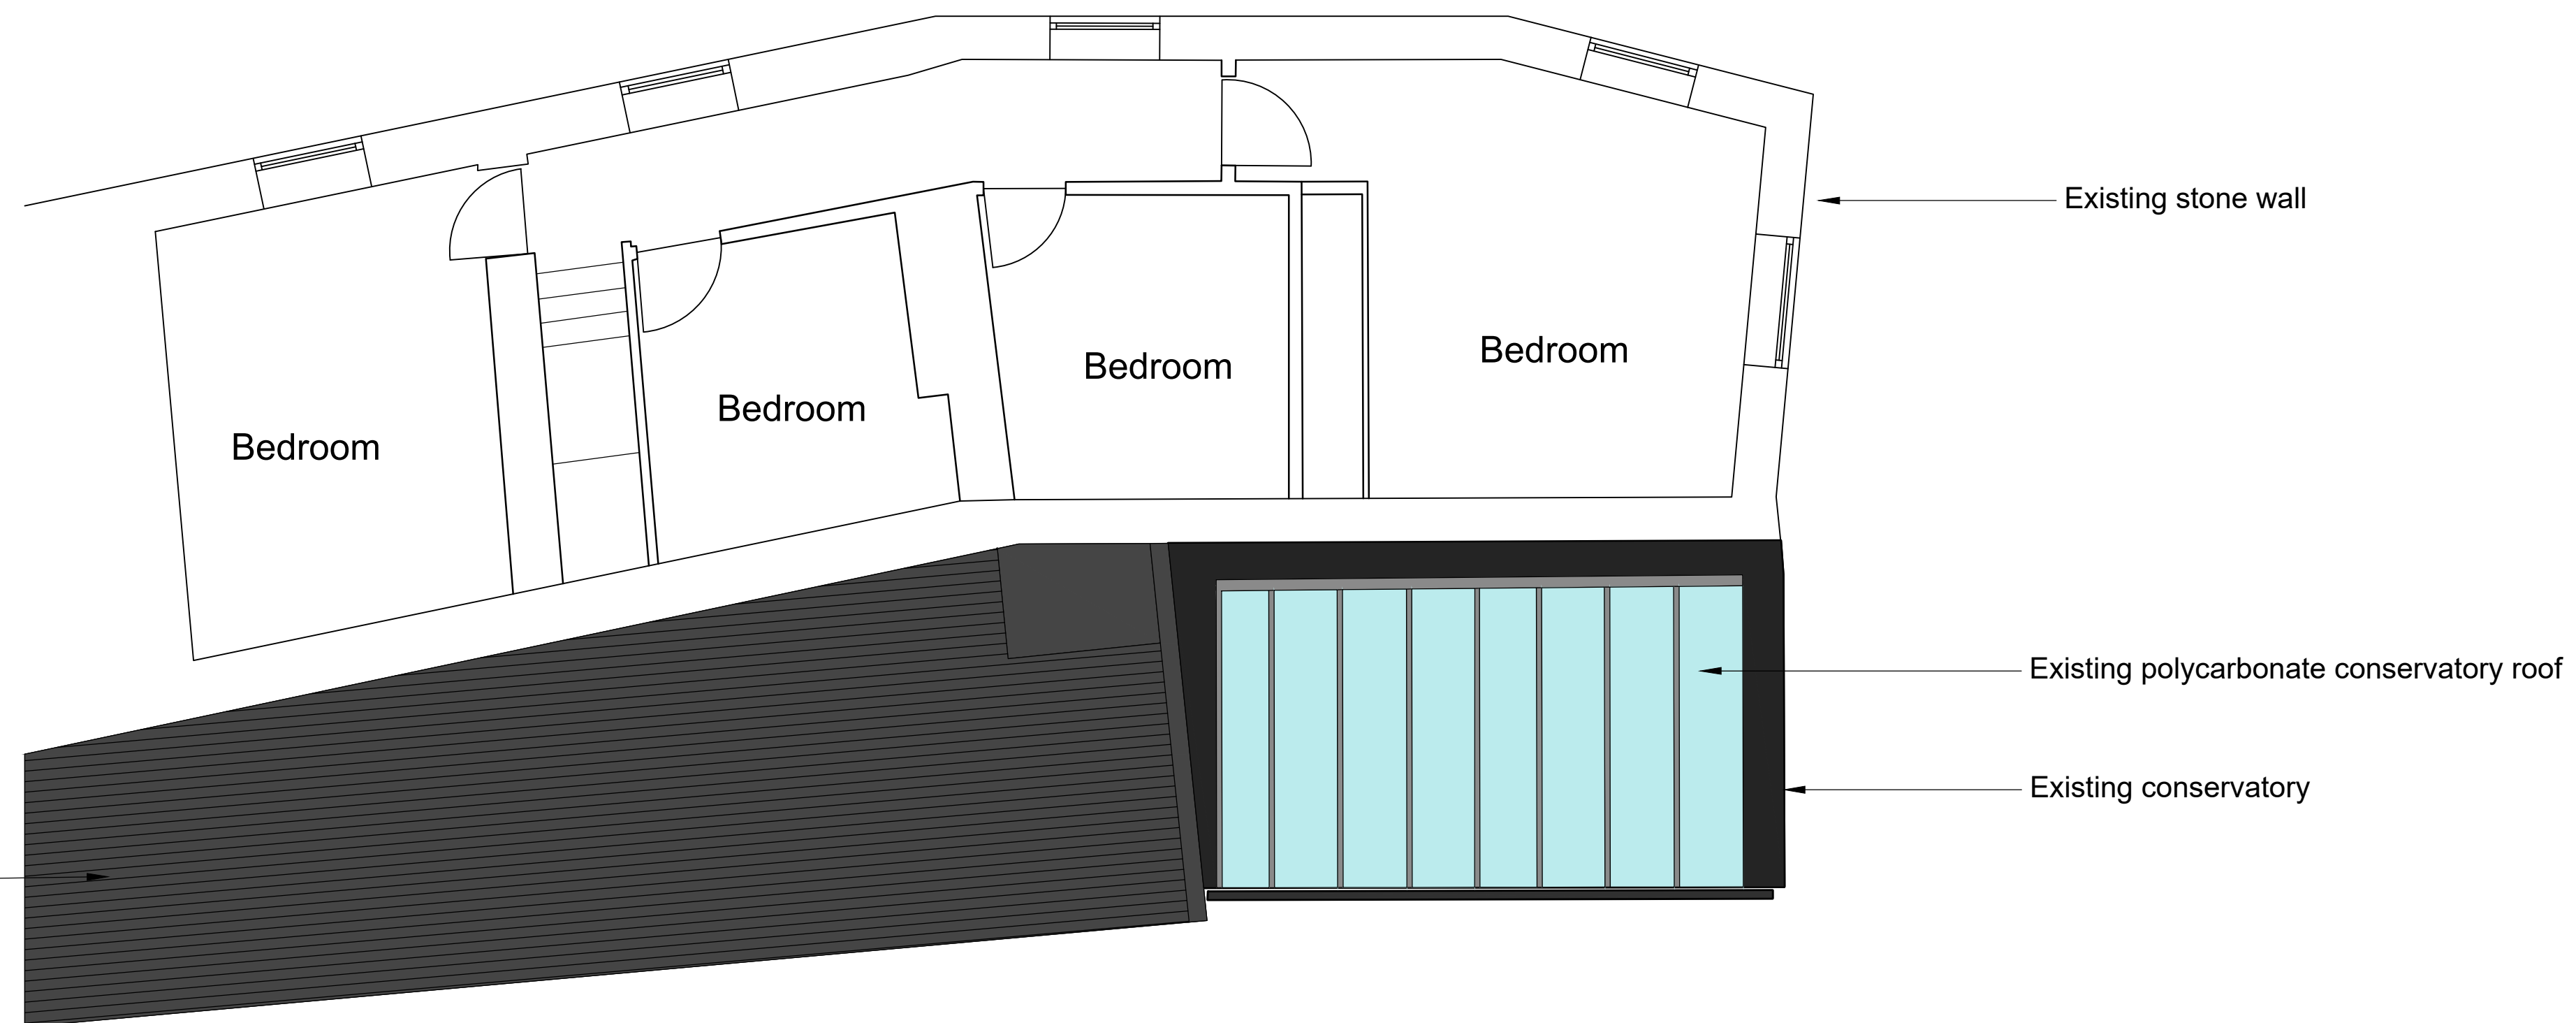 Existing stone wall
Bedroom
Bedroom
Bedroom
Bedroom
Existing polycarbonate conservatory roof
Existing conservatory